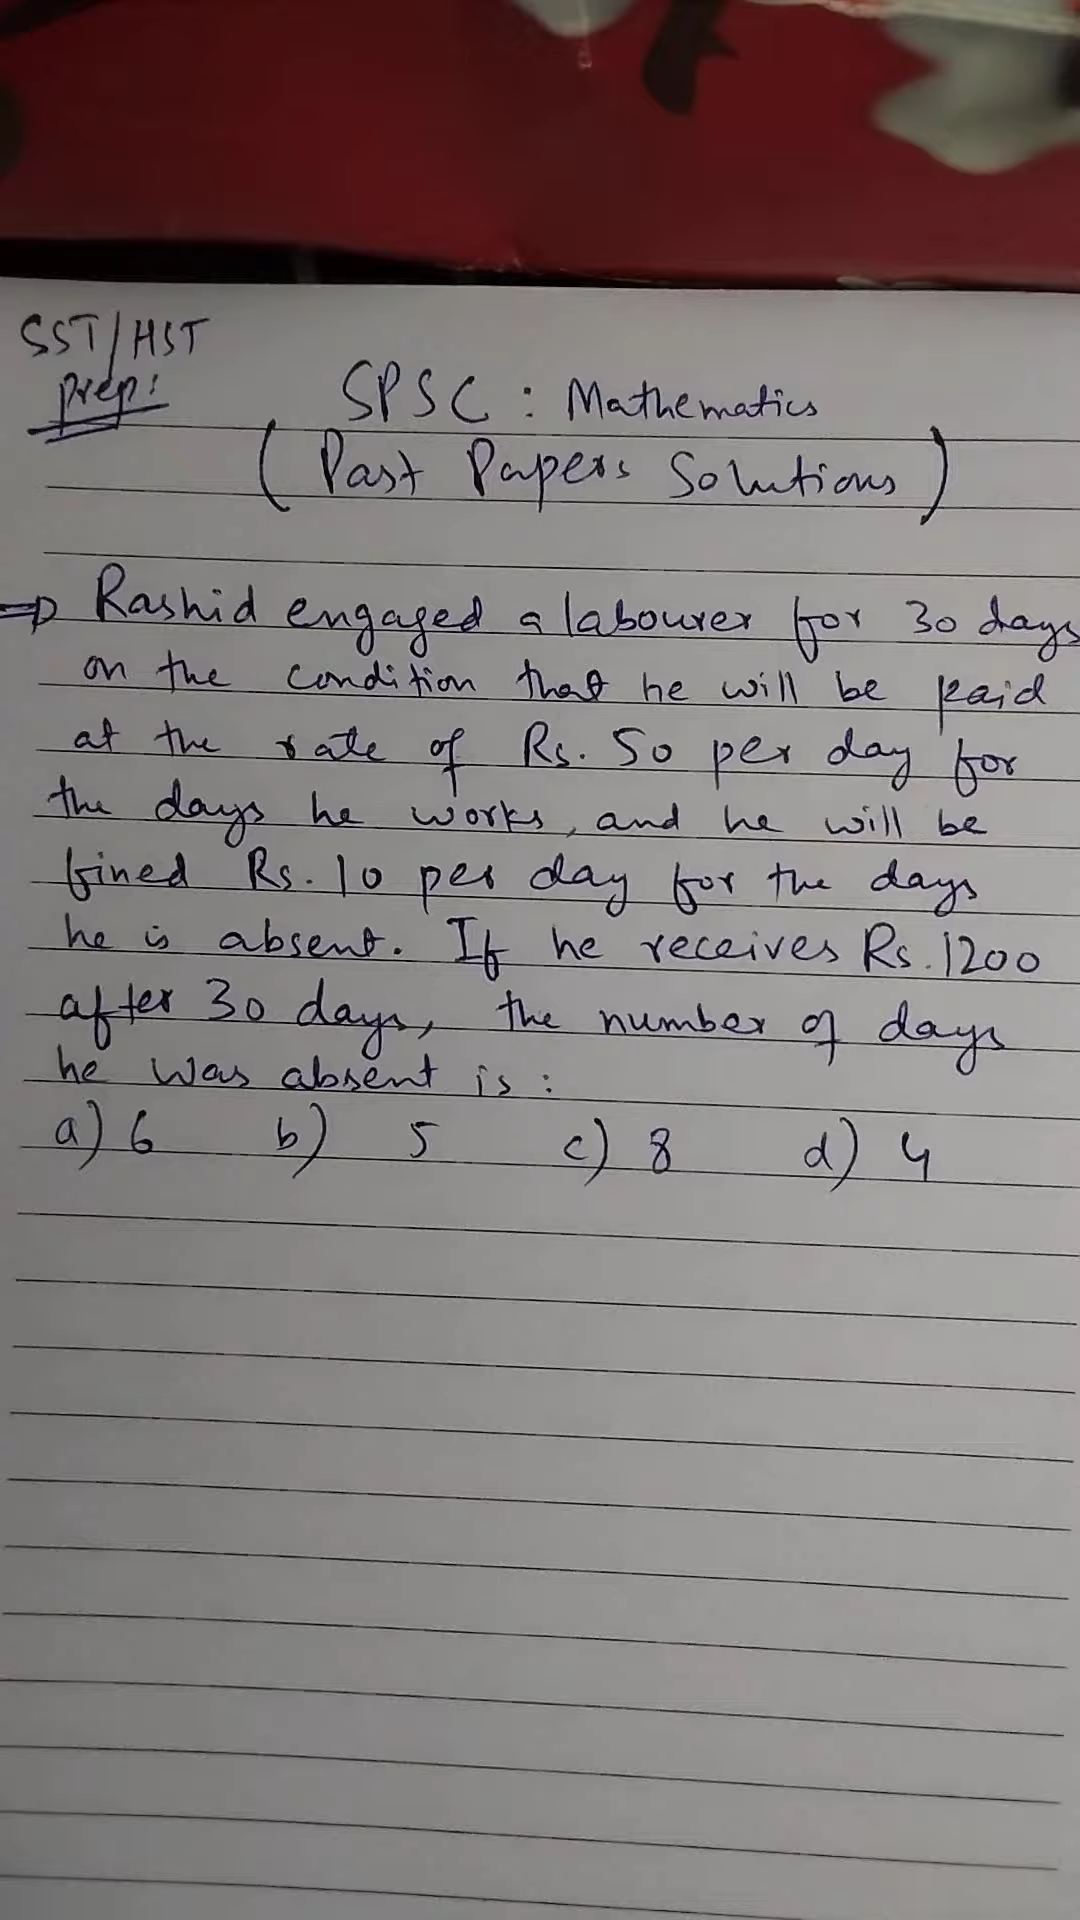 SST/HST
prep:
SPSC : Mathematics
( Past Papers Solutions )
⇒ Rashid engaged a labourer for 30 days
on the condition that he will be paid
at the rate of Rs. 50 per day for
the days he works, and he will be
fined Rs. 10 per day for the days
he is absent. If he receives Rs. 1200
after 30 days, the number of days
he was absent is :
a) 6 b) 5 c) 8 d) 4